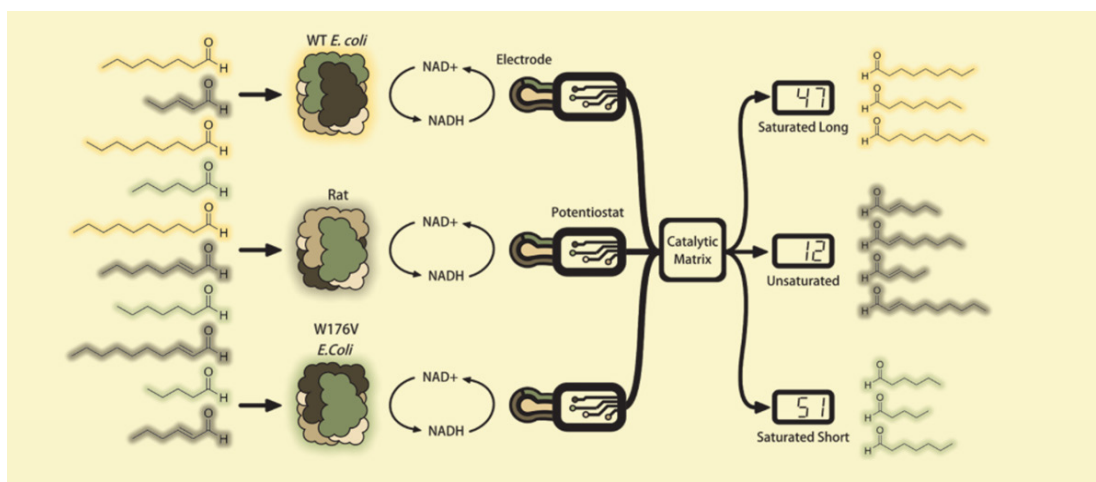 WT E. coli
NAD+
NADH
Electrode
47
Saturated Long
Rat
NAD+
NADH
Potentiostat
Catalytic
Matrix
12
Unsaturated
W176V
E.Coli
NAD+
NADH
51
Saturated Short
O
H
O
H
O
H
O
H
O
H
O
H
O
H
O
H
O
H
O
H
O
H
O
H
O
H
O
H
O
H
O
H
O
H
O
H
O
H
O
H